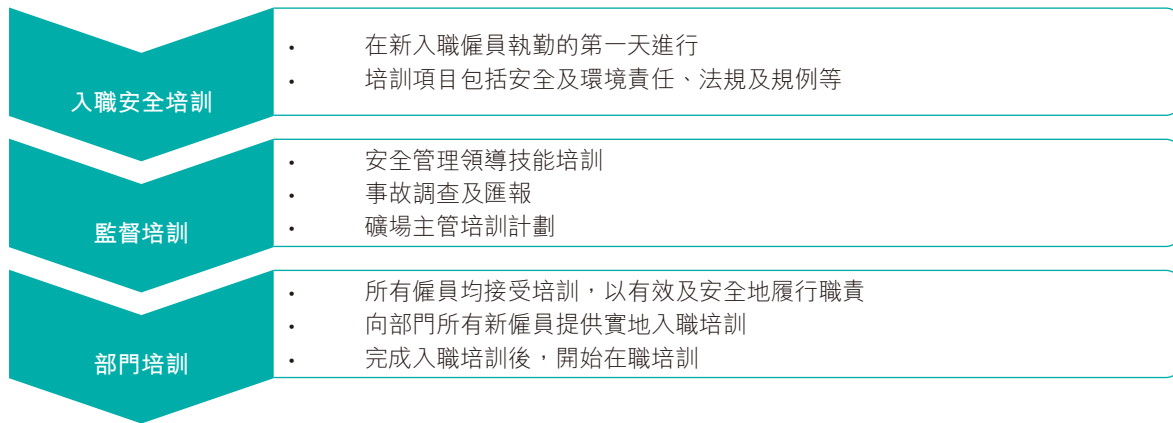 入職安全培訓
• 在新入職僱員執勤的第一天進行
• 培訓項目包括安全及環境責任、法規及規例等
監督培訓
• 安全管理領導技能培訓
• 事故調查及匯報
• 礦場主管培訓計劃
部門培訓
• 所有僱員均接受培訓，以有效及安全地履行職責
• 向部門所有新僱員提供實地入職培訓
• 完成入職培訓後，開始在職培訓